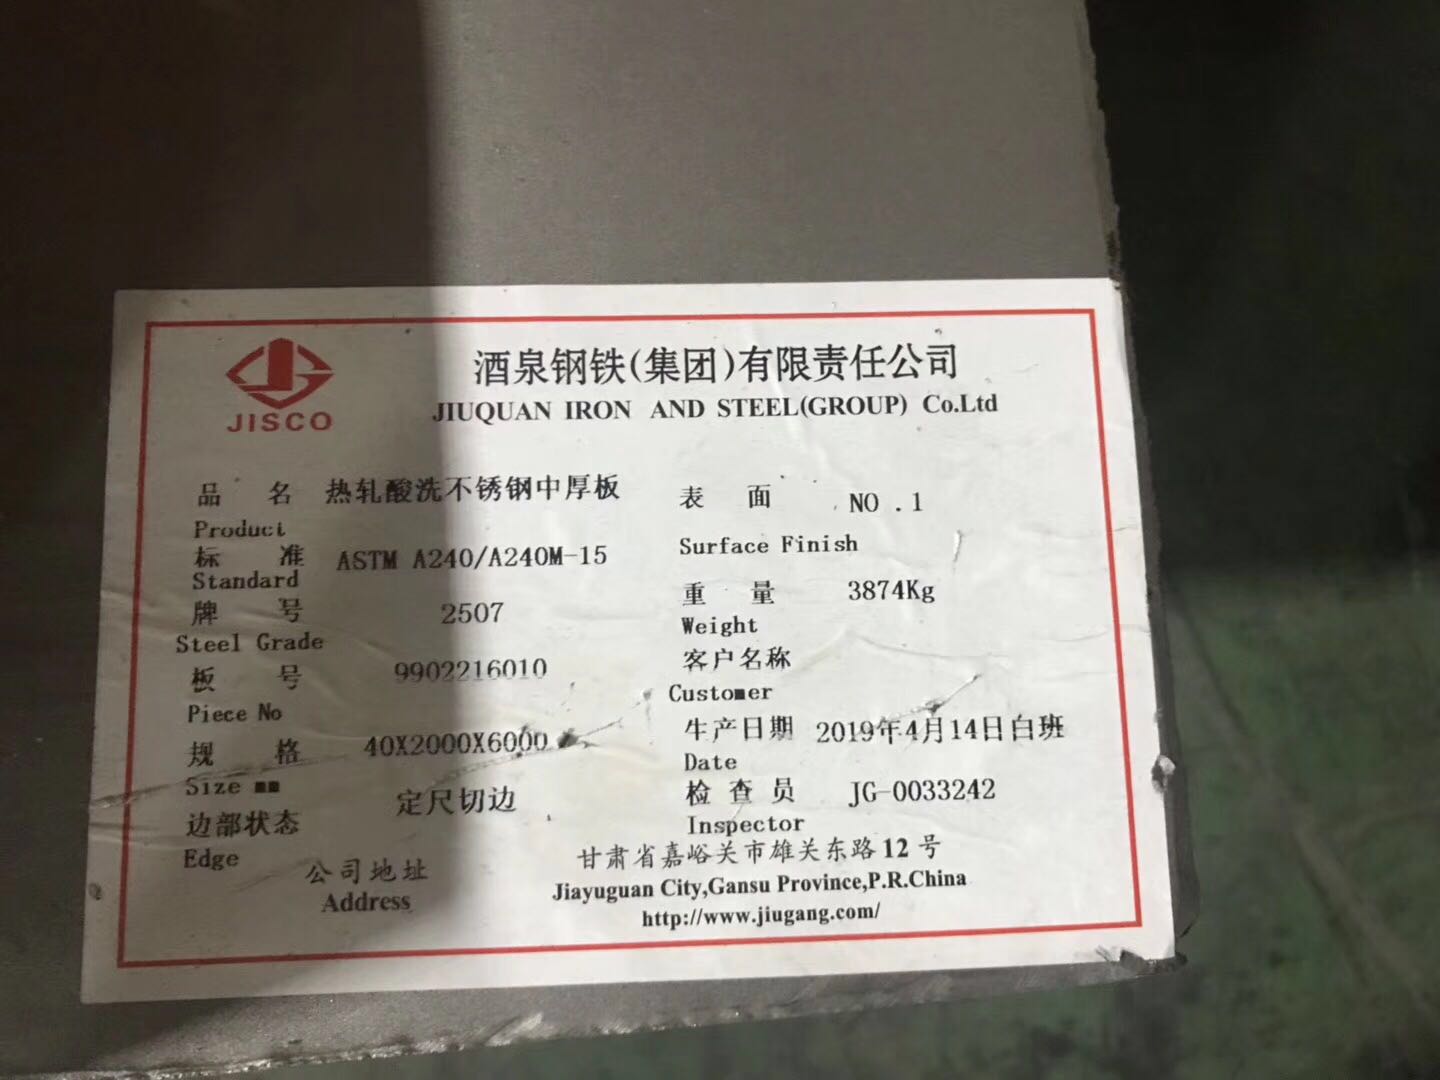 酒泉钢铁(集团)有限责任公司
JISCO
JIUQUAN IRON AND STEEL(GROUP) Co.Ltd
品 名 热轧酸洗不锈钢中厚板
Product
标 准 ASTM A240/A240M-15
Standard
牌 号 2507
Steel Grade
板 号 9902216010
Piece No
规 格 40X2000X6000
Size mm
边部状态 定尺切边
Edge
表 面 NO .1
Surface Finish
重 量 3874Kg
Weight
客户名称
Customer
生产日期 2019年4月14日白班
Date
检 查 员 JG-0033242
Inspector
公司地址 甘肃省嘉峪关市雄关东路12号
Address Jiayuguan City,Gansu Province,P.R.China
http://www.jiugang.com/